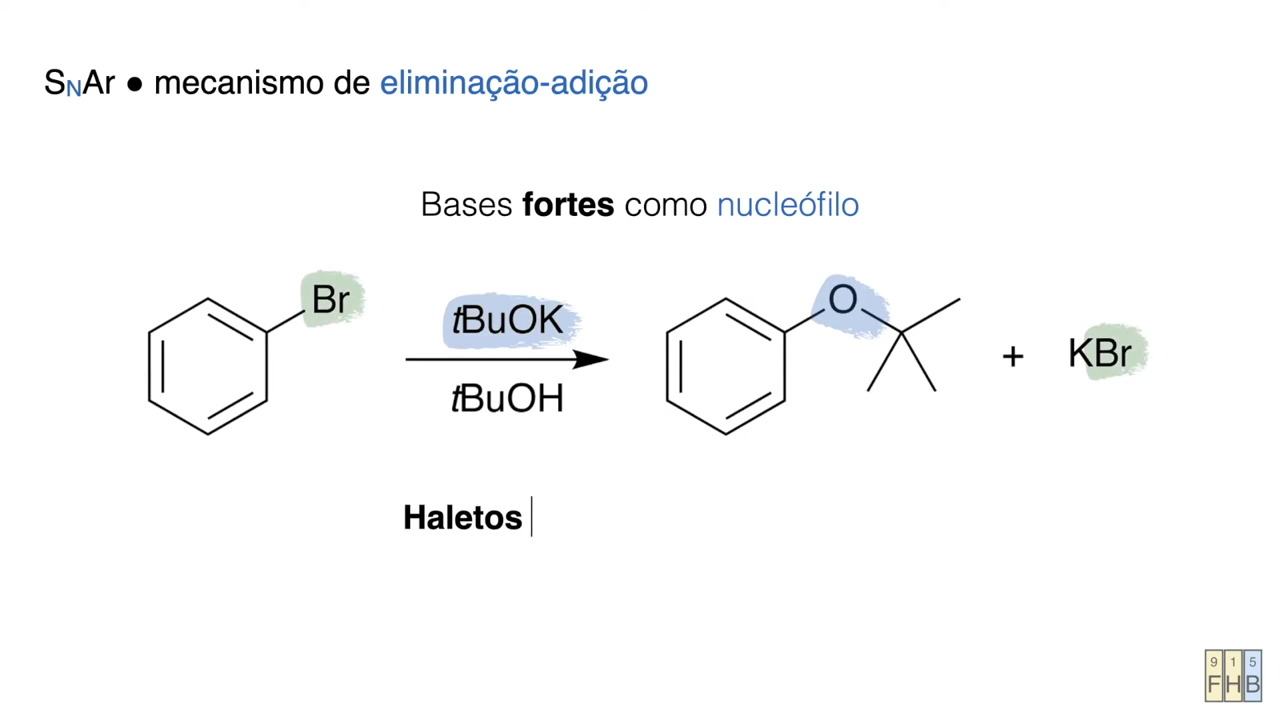 SNAr ● mecanismo de eliminação-adição
Bases fortes como nucleófilo
Br
tBuOK
tBuOH
O
+ KBr
Haletos
9 1 5
F H B